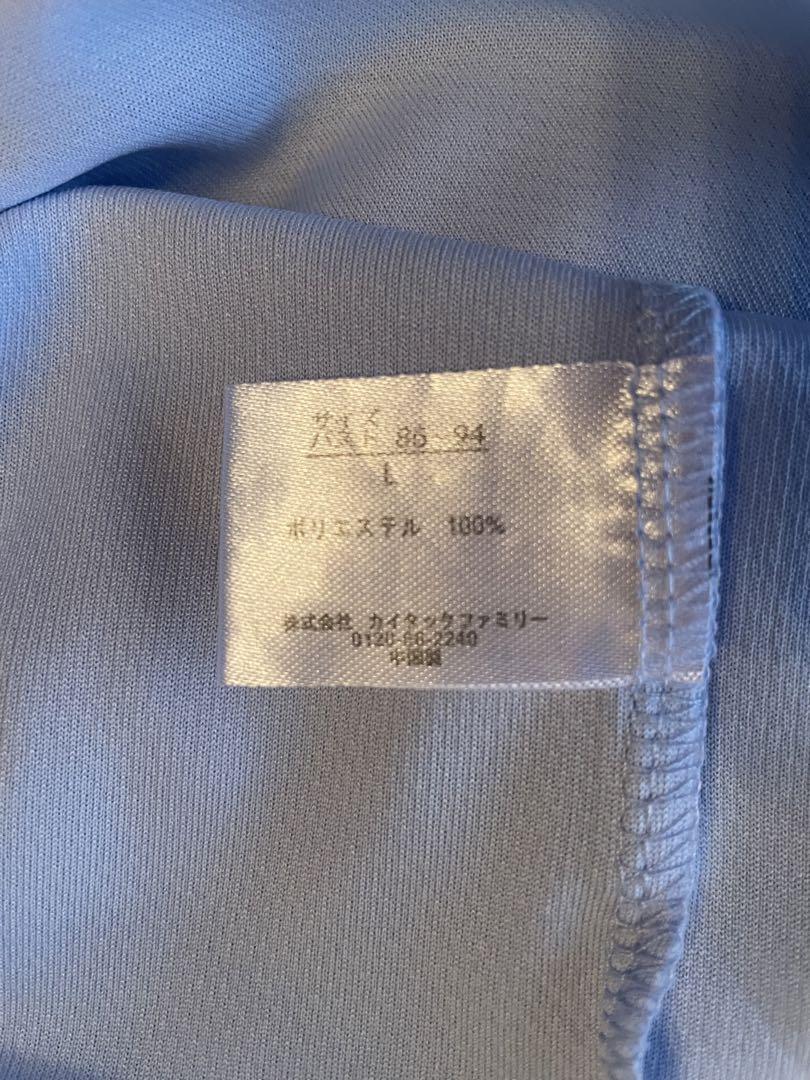 サイズ
バスト 86~94
L
ポリエステル 100%
株式会社 カイタックファミリー
0120-66-2240
中国製